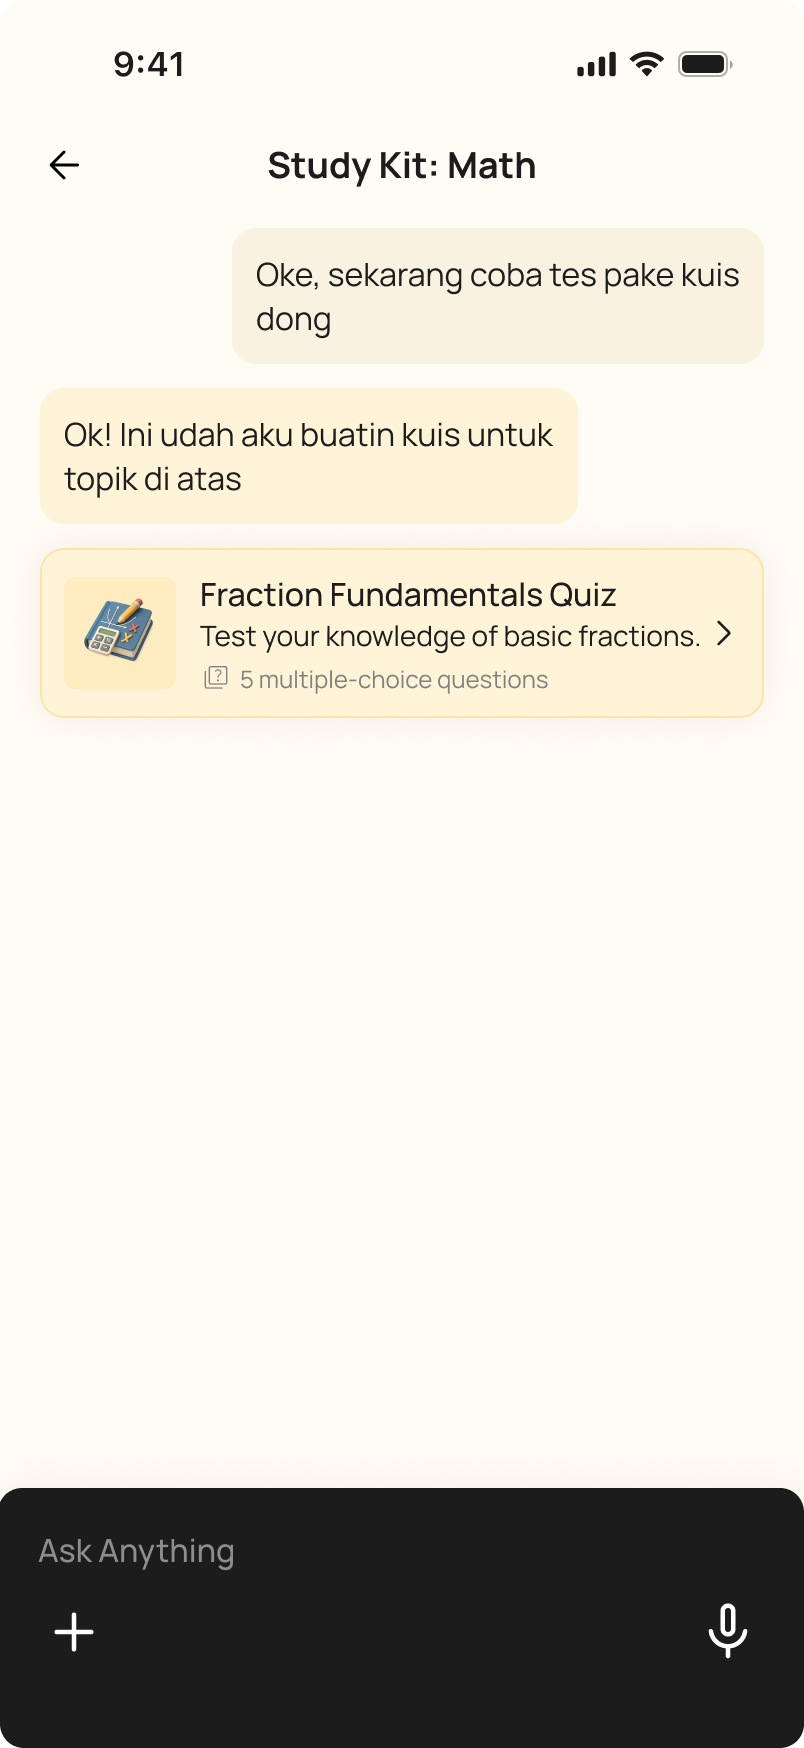 9:41
Study Kit: Math
Oke, sekarang coba tes pake kuis
dong
Ok! Ini udah aku buatin kuis untuk
topik di atas
Fraction Fundamentals Quiz
Test your knowledge of basic fractions.
5 multiple-choice questions
Ask Anything